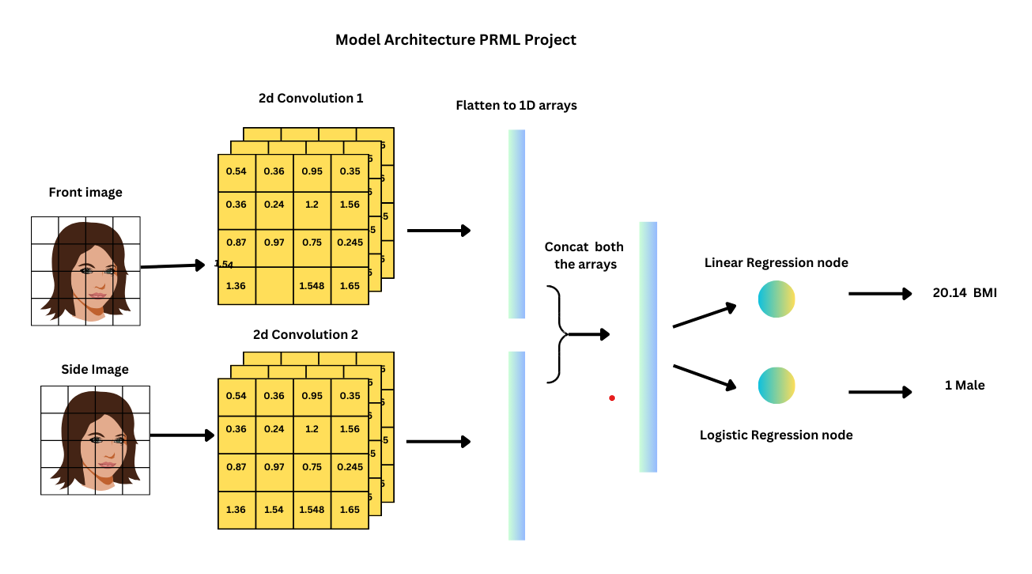 Model Architecture PRML Project
2d Convolution 1
Flatten to 1D arrays
Front image
0.54 0.36 0.95 0.35
0.36 0.24 1.2 1.56
0.87 0.97 0.75 0.245
1.54
1.36 1.548 1.65
Concat both
the arrays
Linear Regression node
20.14 BMI
2d Convolution 2
Side Image
0.54 0.36 0.95 0.35
0.36 0.24 1.2 1.56
0.87 0.97 0.75 0.245
1.36 1.54 1.548 1.65
1 Male
Logistic Regression node